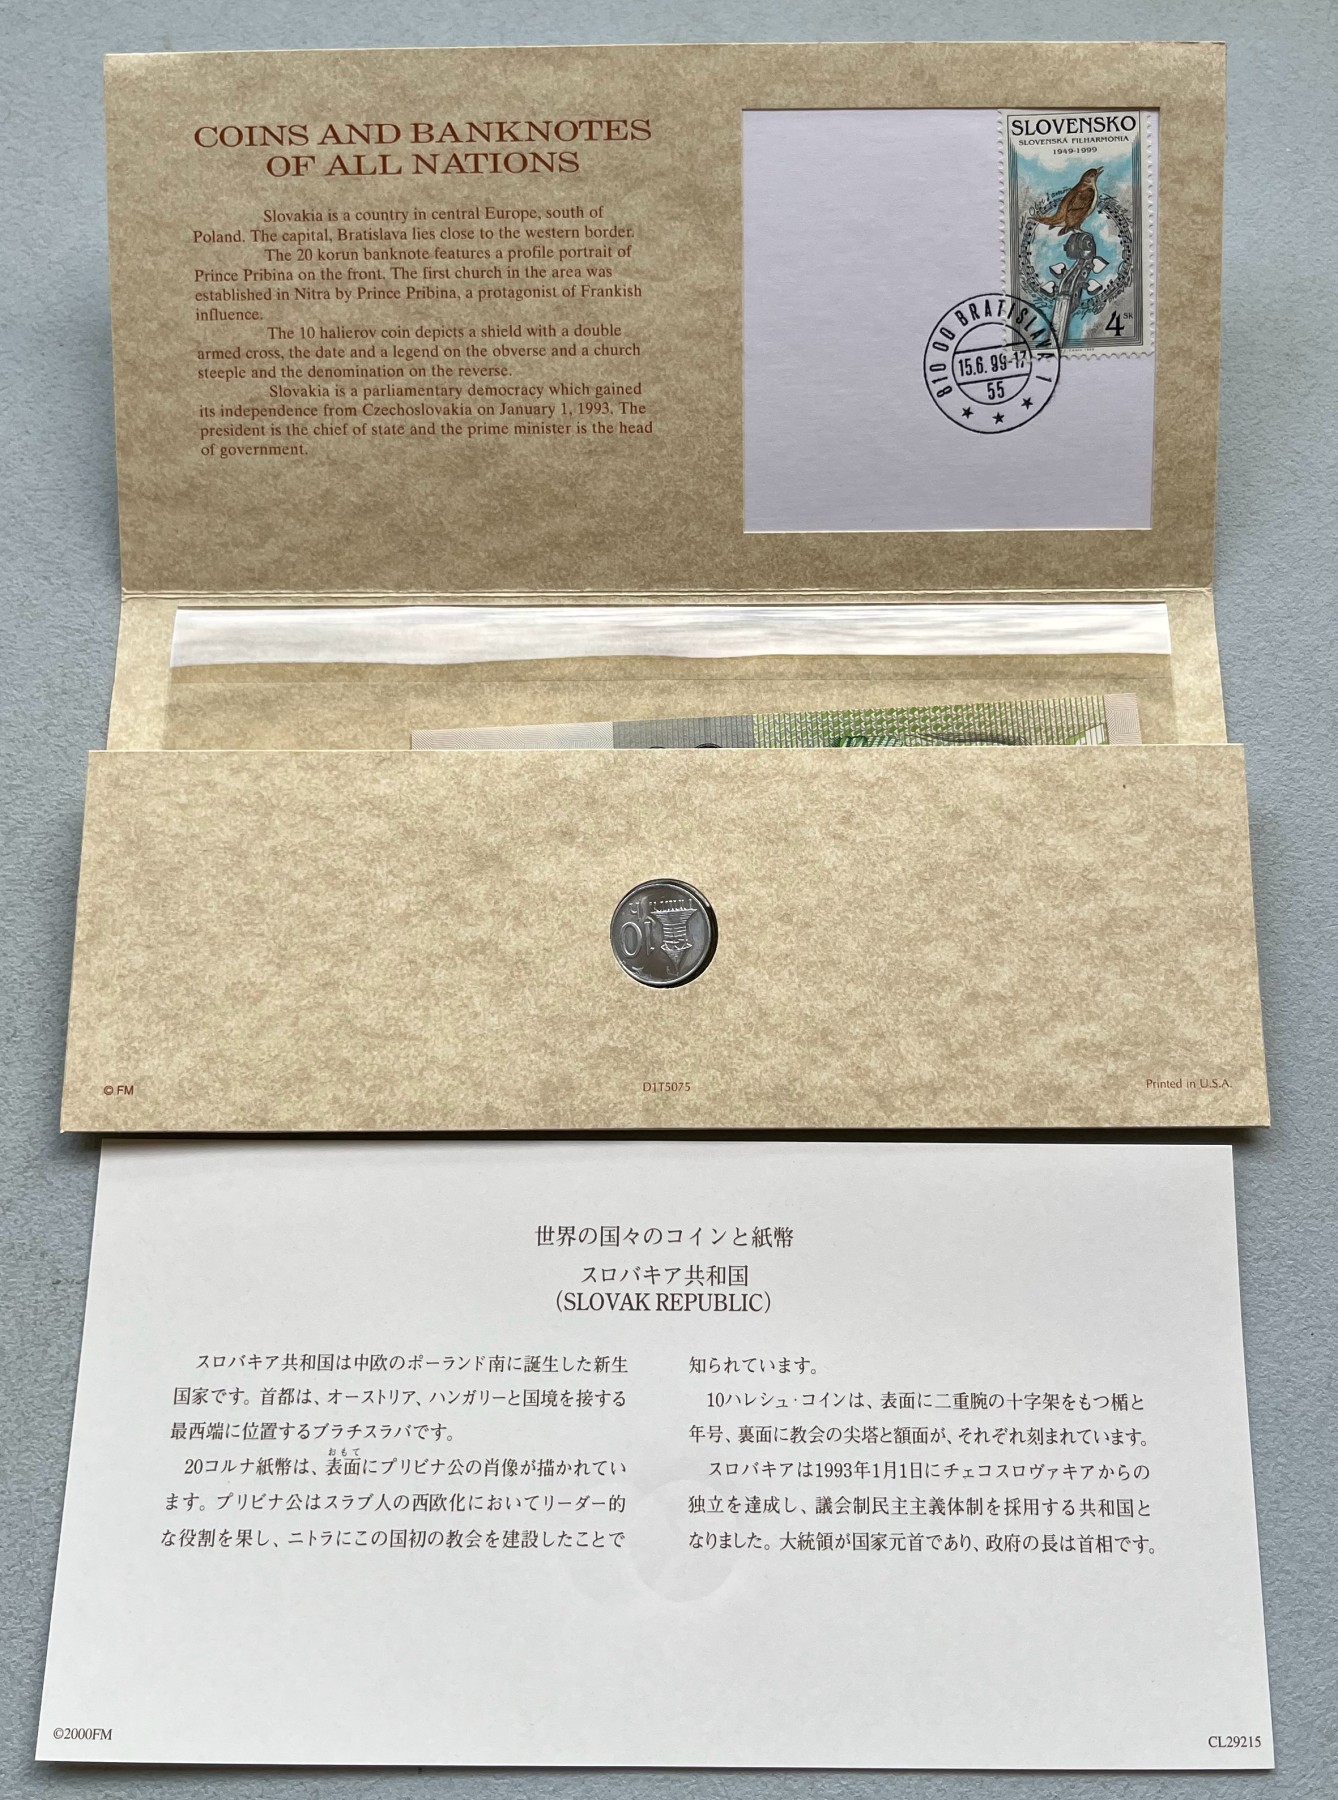 COINS AND BANKNOTES
OF ALL NATIONS
Slovakia is a country in central Europe, south of
Poland. The capital, Bratislava lies close to the western border.
The 20 korun banknote features a profile portrait of
Prince Pribina on the front. The first church in the area was
established in Nitra by Prince Pribina, a protagonist of Frankish
influence.
The 10 halierov coin depicts a shield with a double
armed cross, the date and a legend on the obverse and a church
steeple and the denomination on the reverse.
Slovakia is a parliamentary democracy which gained
its independence from Czechoslovakia on January 1, 1993. The
president is the chief of state and the prime minister is the head
of government.
SLOVENSKO
SLOVENSKÁ FILHARMONIA
1949-1999
4 Sk
810 00 BRATISLAVA 1
15.6.99-17
55
10
h
© FM
D1T5075
Printed in U.S.A.
世界の国々のコインと紙幣
スロバキア共和国
(SLOVAK REPUBLIC)
スロバキア共和国は中欧のポーランド南に誕生した新生
国家です。首都は、オーストリア、ハンガリーと国境を接する
最西端に位置するブラチスラバです。
おもて
20コルナ紙幣は、表面にプリビナ公の肖像が描かれてい
ます。プリビナ公はスラブ人の西欧化においてリーダー的
な役割を果し、ニトラにこの国初の教会を建設したことで
知られています。
10ハレシュ・コインは、表面に二重腕の十字架をもつ楯と
年号、裏面に教会の尖塔と額面が、それぞれ刻まれています。
スロバキアは1993年1月1日にチェコスロヴァキアからの
独立を達成し、議会制民主主義体制を採用する共和国と
なりました。大統領が国家元首であり、政府の長は首相です。
©2000FM
CL29215